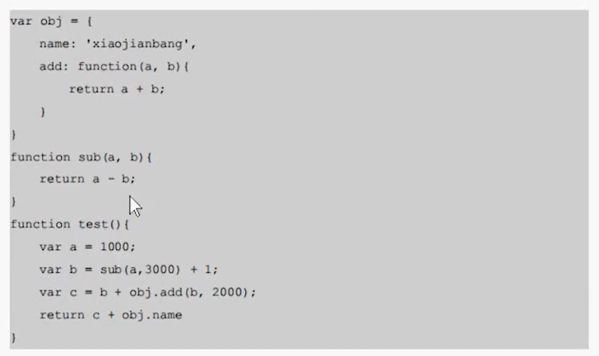 var obj = {
    name: 'xiaojianbang',
    add: function(a, b){
        return a + b;
    }
}
function sub(a, b){
    return a - b;
}
function test(){
    var a = 1000;
    var b = sub(a,3000) + 1;
    var c = b + obj.add(b, 2000);
    return c + obj.name
}